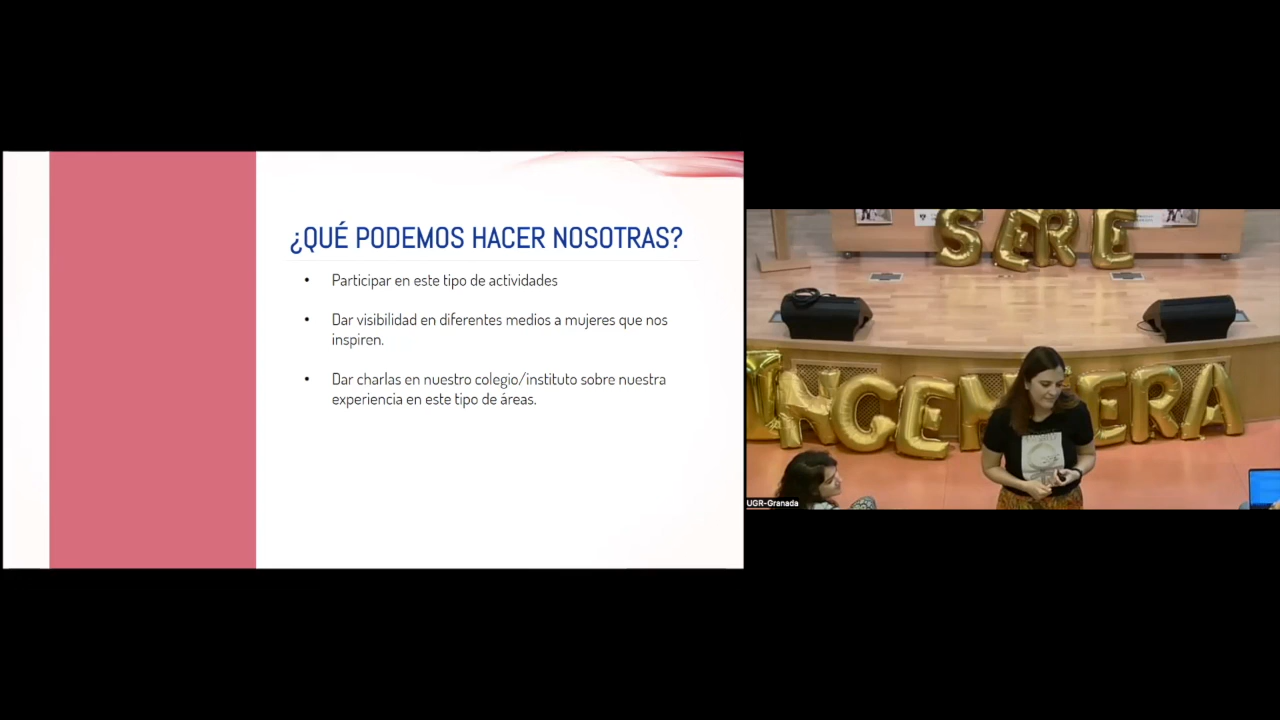 ¿QUÉ PODEMOS HACER NOSOTRAS?
• Participar en este tipo de actividades
• Dar visibilidad en diferentes medios a mujeres que nos
inspiren.
• Dar charlas en nuestro colegio/instituto sobre nuestra
experiencia en este tipo de áreas.
SERÉ
INGENIERA
UGR-Granada